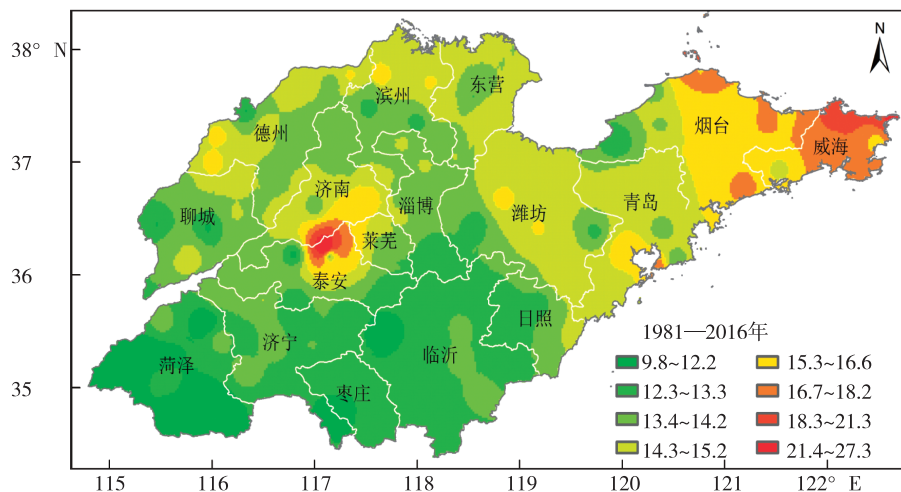 38° N
37
36
35
115
116
117
118
119
120
121
122° E
N
东营
滨州
德州
烟台
威海
济南
淄博
聊城
潍坊
青岛
莱芜
泰安
日照
济宁
临沂
菏泽
枣庄
1981—2016年
9.8~12.2
15.3~16.6
12.3~13.3
16.7~18.2
13.4~14.2
18.3~21.3
14.3~15.2
21.4~27.3